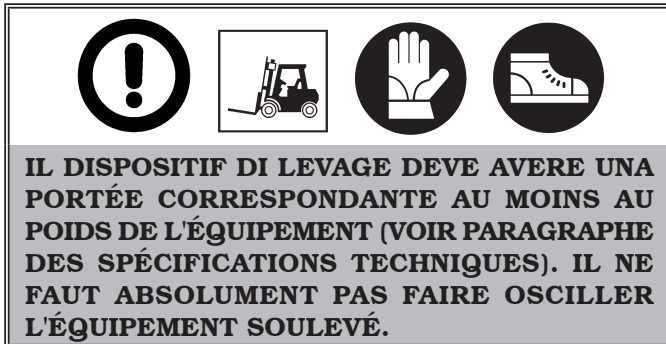 IL DISPOSITIF DI LEVAGE DEVE AVERE UNA
PORTÉE CORRESPONDANTE AU MOINS AU
POIDS DE L'ÉQUIPEMENT (VOIR PARAGRAPHE
DES SPÉCIFICATIONS TECHNIQUES). IL NE
FAUT ABSOLUMENT PAS FAIRE OSCILLER
L'ÉQUIPEMENT SOULEVÉ.